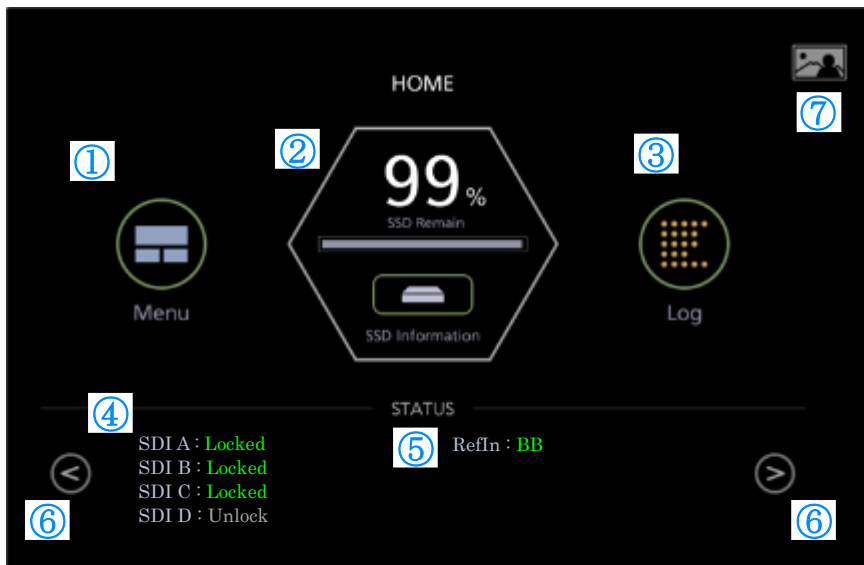 HOME
⑦
①
②
③
99%
SSD Remain
Menu
SSD Information
Log
STATUS
④
SDI A : Locked
SDI B : Locked
SDI C : Locked
SDI D : Unlock
⑤
RefIn : BB
<
>
⑥
⑥